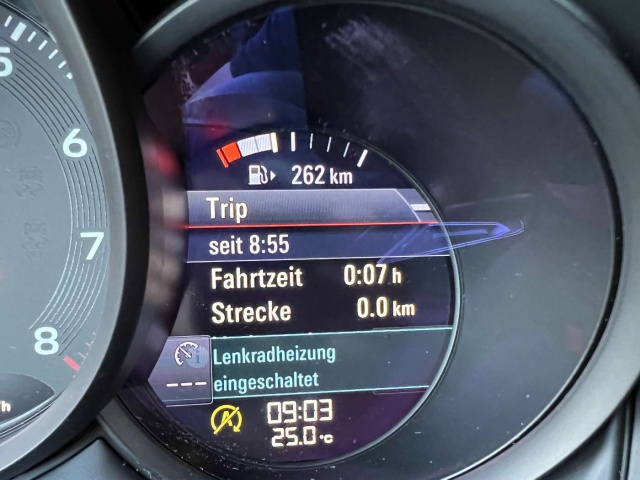 5
6
7
8
262 km
Trip
seit 8:55
Fahrtzeit 0:07 h
Strecke 0.0 km
Lenkradheizung
eingeschaltet
---
A
09:03
25.0 °C